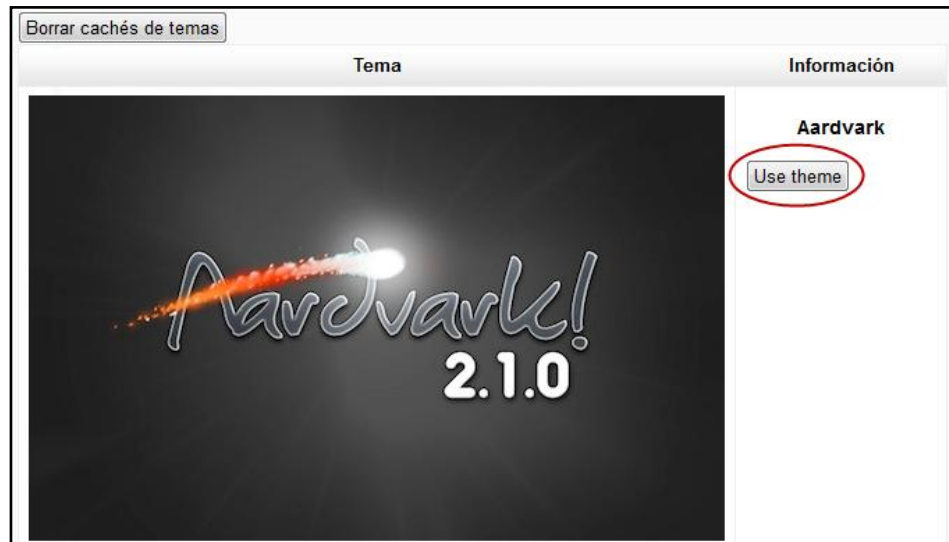 Borrar cachés de temas
Tema
Información
Aardvark
Use theme
Aardvark!
2.1.0